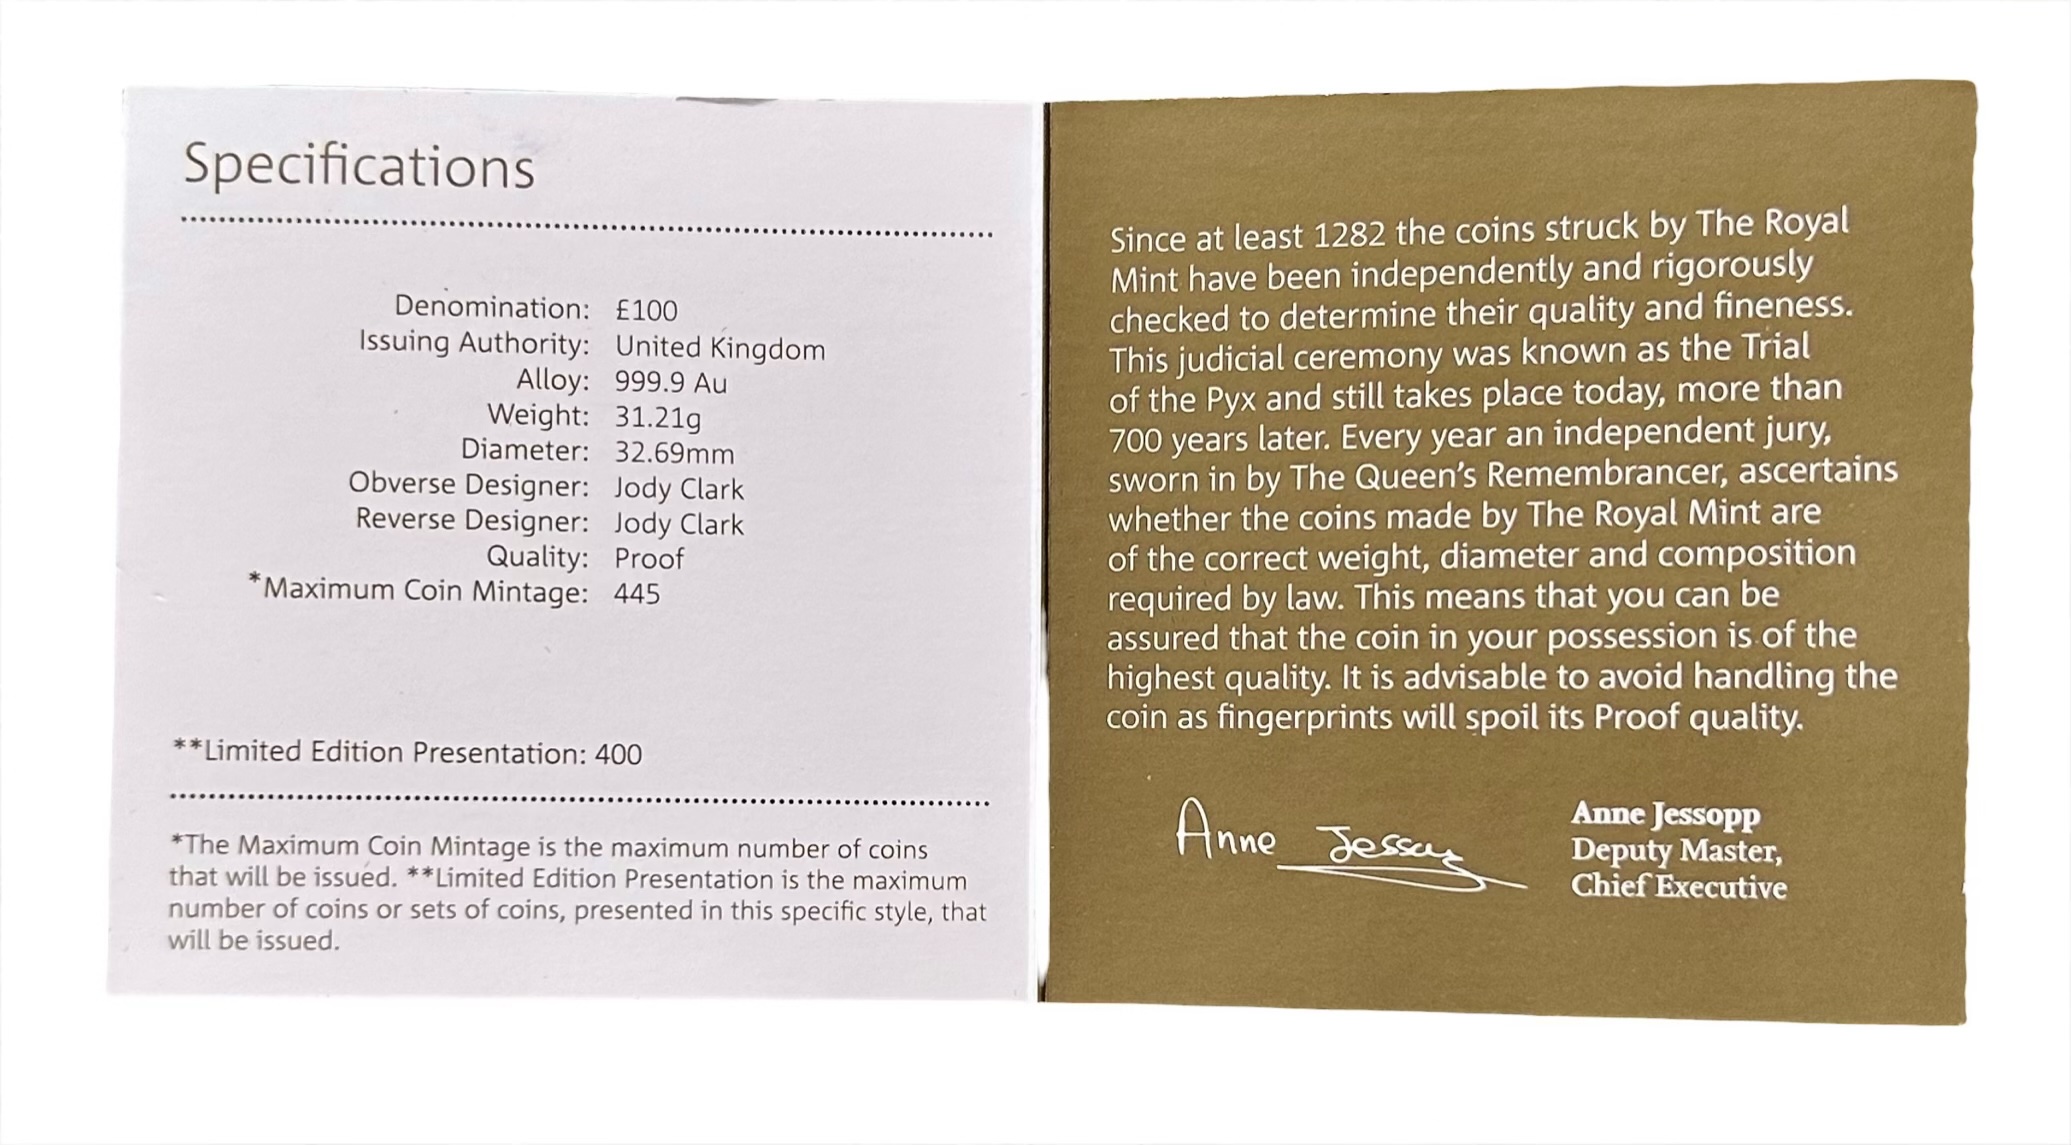 Specifications
Denomination: £100
Issuing Authority: United Kingdom
Alloy: 999.9 Au
Weight: 31.21g
Diameter: 32.69mm
Obverse Designer: Jody Clark
Reverse Designer: Jody Clark
Quality: Proof
*Maximum Coin Mintage: 445
**Limited Edition Presentation: 400
*The Maximum Coin Mintage is the maximum number of coins
that will be issued. **Limited Edition Presentation is the maximum
number of coins or sets of coins, presented in this specific style, that
will be issued.
Since at least 1282 the coins struck by The Royal
Mint have been independently and rigorously
checked to determine their quality and fineness.
This judicial ceremony was known as the Trial
of the Pyx and still takes place today, more than
700 years later. Every year an independent jury,
sworn in by The Queen's Remembrancer, ascertains
whether the coins made by The Royal Mint are
of the correct weight, diameter and composition
required by law. This means that you can be
assured that the coin in your possession is of the
highest quality. It is advisable to avoid handling the
coin as fingerprints will spoil its Proof quality.
Anne Jessopp
Anne Jessopp
Deputy Master,
Chief Executive